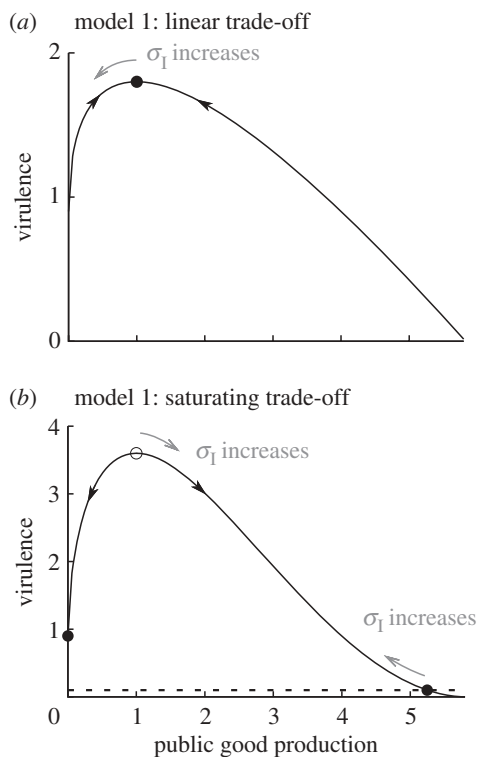 (a) model 1: linear trade-off
σI increases
2
1
0
virulence
(b) model 1: saturating trade-off
σI increases
σI increases
4
3
2
1
virulence
0 1 2 3 4 5
public good production